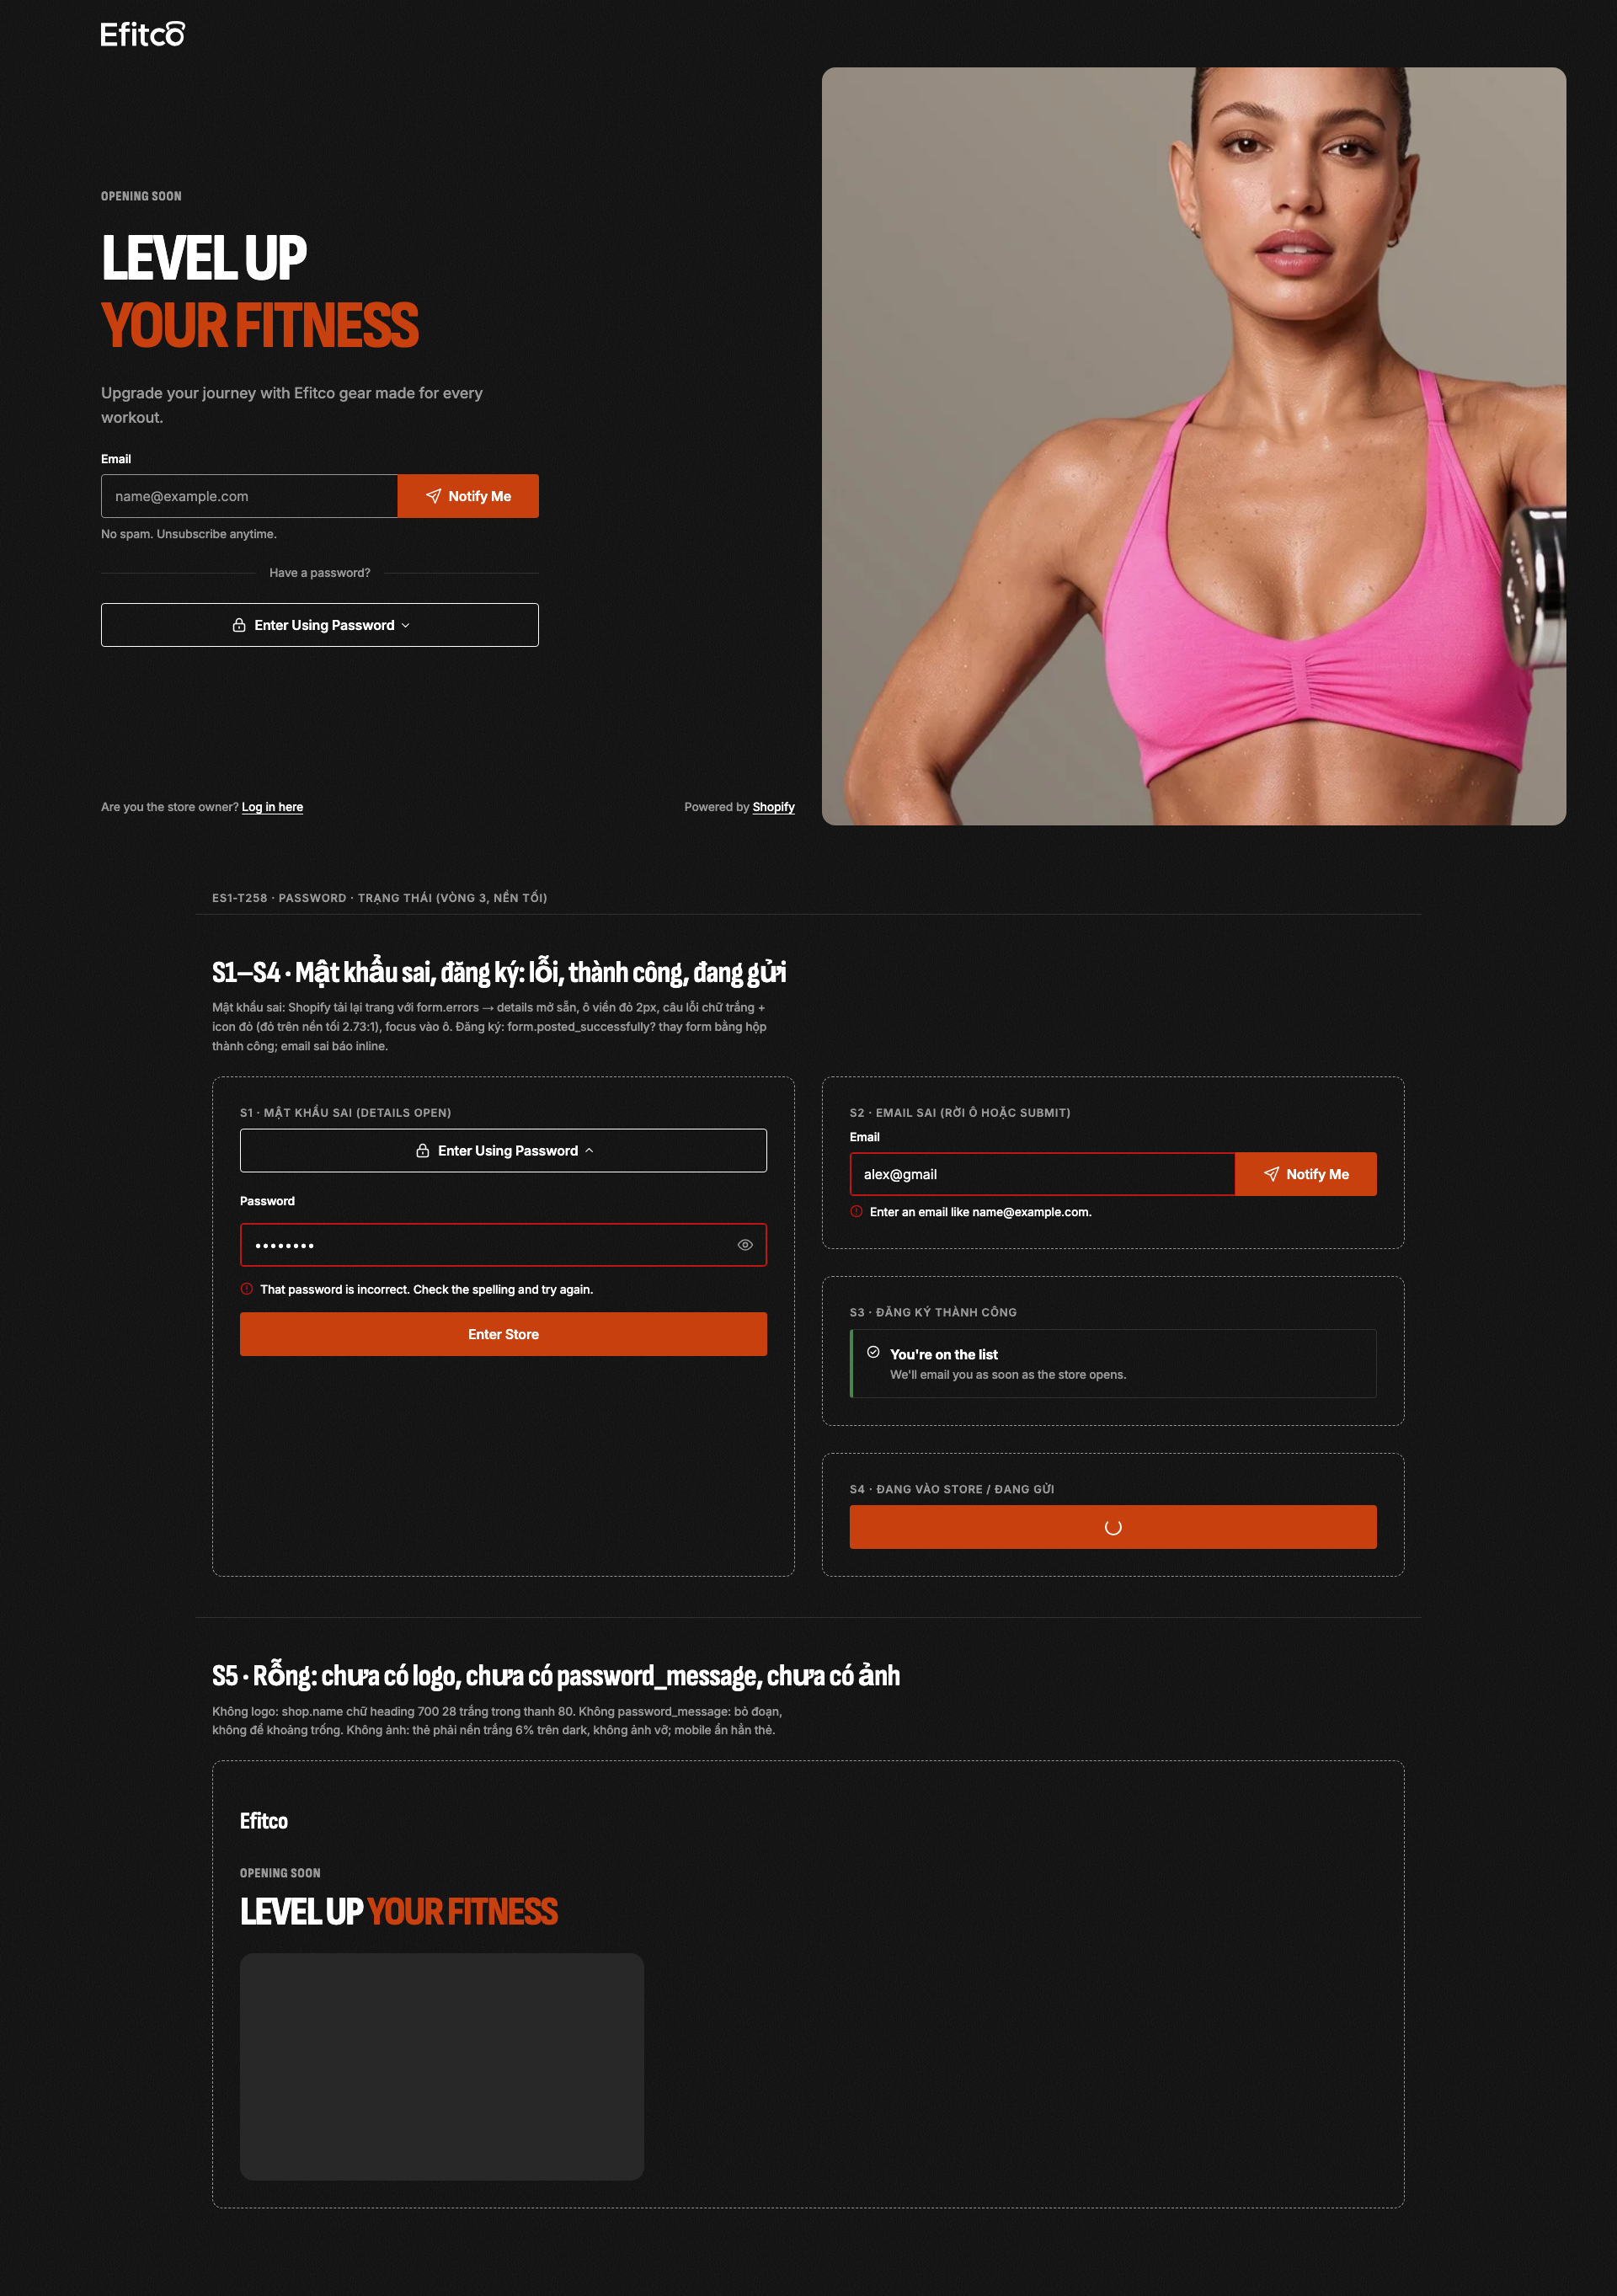 Efitco
OPENING SOON
LEVEL UP
YOUR FITNESS
Upgrade your journey with Efitco gear made for every
workout.
Email
name@example.com
Notify Me
No spam. Unsubscribe anytime.
Have a password?
Enter Using Password
Are you the store owner? Log in here
Powered by Shopify
ES1-T258 · PASSWORD · TRẠNG THÁI (VÒNG 3, NỀN TỐI)
S1–S4 · Mật khẩu sai, đăng ký: lỗi, thành công, đang gửi
Mật khẩu sai: Shopify tải lại trang với form.errors → details mở sẵn, ô viền đỏ 2px, câu lỗi chữ trắng +
icon đỏ (đỏ trên nền tối 2.73:1), focus vào ô. Đăng ký: form.posted_successfully? thay form bằng hộp
thành công; email sai báo inline.
S1 · MẬT KHẨU SAI (DETAILS OPEN)
Enter Using Password
Password
••••••••
That password is incorrect. Check the spelling and try again.
Enter Store
S2 · EMAIL SAI (RỜI Ô HOẶC SUBMIT)
Email
alex@gmail
Notify Me
Enter an email like name@example.com.
S3 · ĐĂNG KÝ THÀNH CÔNG
You're on the list
We'll email you as soon as the store opens.
S4 · ĐANG VÀO STORE / ĐANG GỬI
S5 · Rỗng: chưa có logo, chưa có password_message, chưa có ảnh
Không logo: shop.name chữ heading 700 28 trắng trong thanh 80. Không password_message: bỏ đoạn,
không để khoảng trống. Không ảnh: thẻ phải nền trắng 6% trên dark, không ảnh vỡ; mobile ẩn hẳn thẻ.
Efitco
OPENING SOON
LEVEL UP YOUR FITNESS